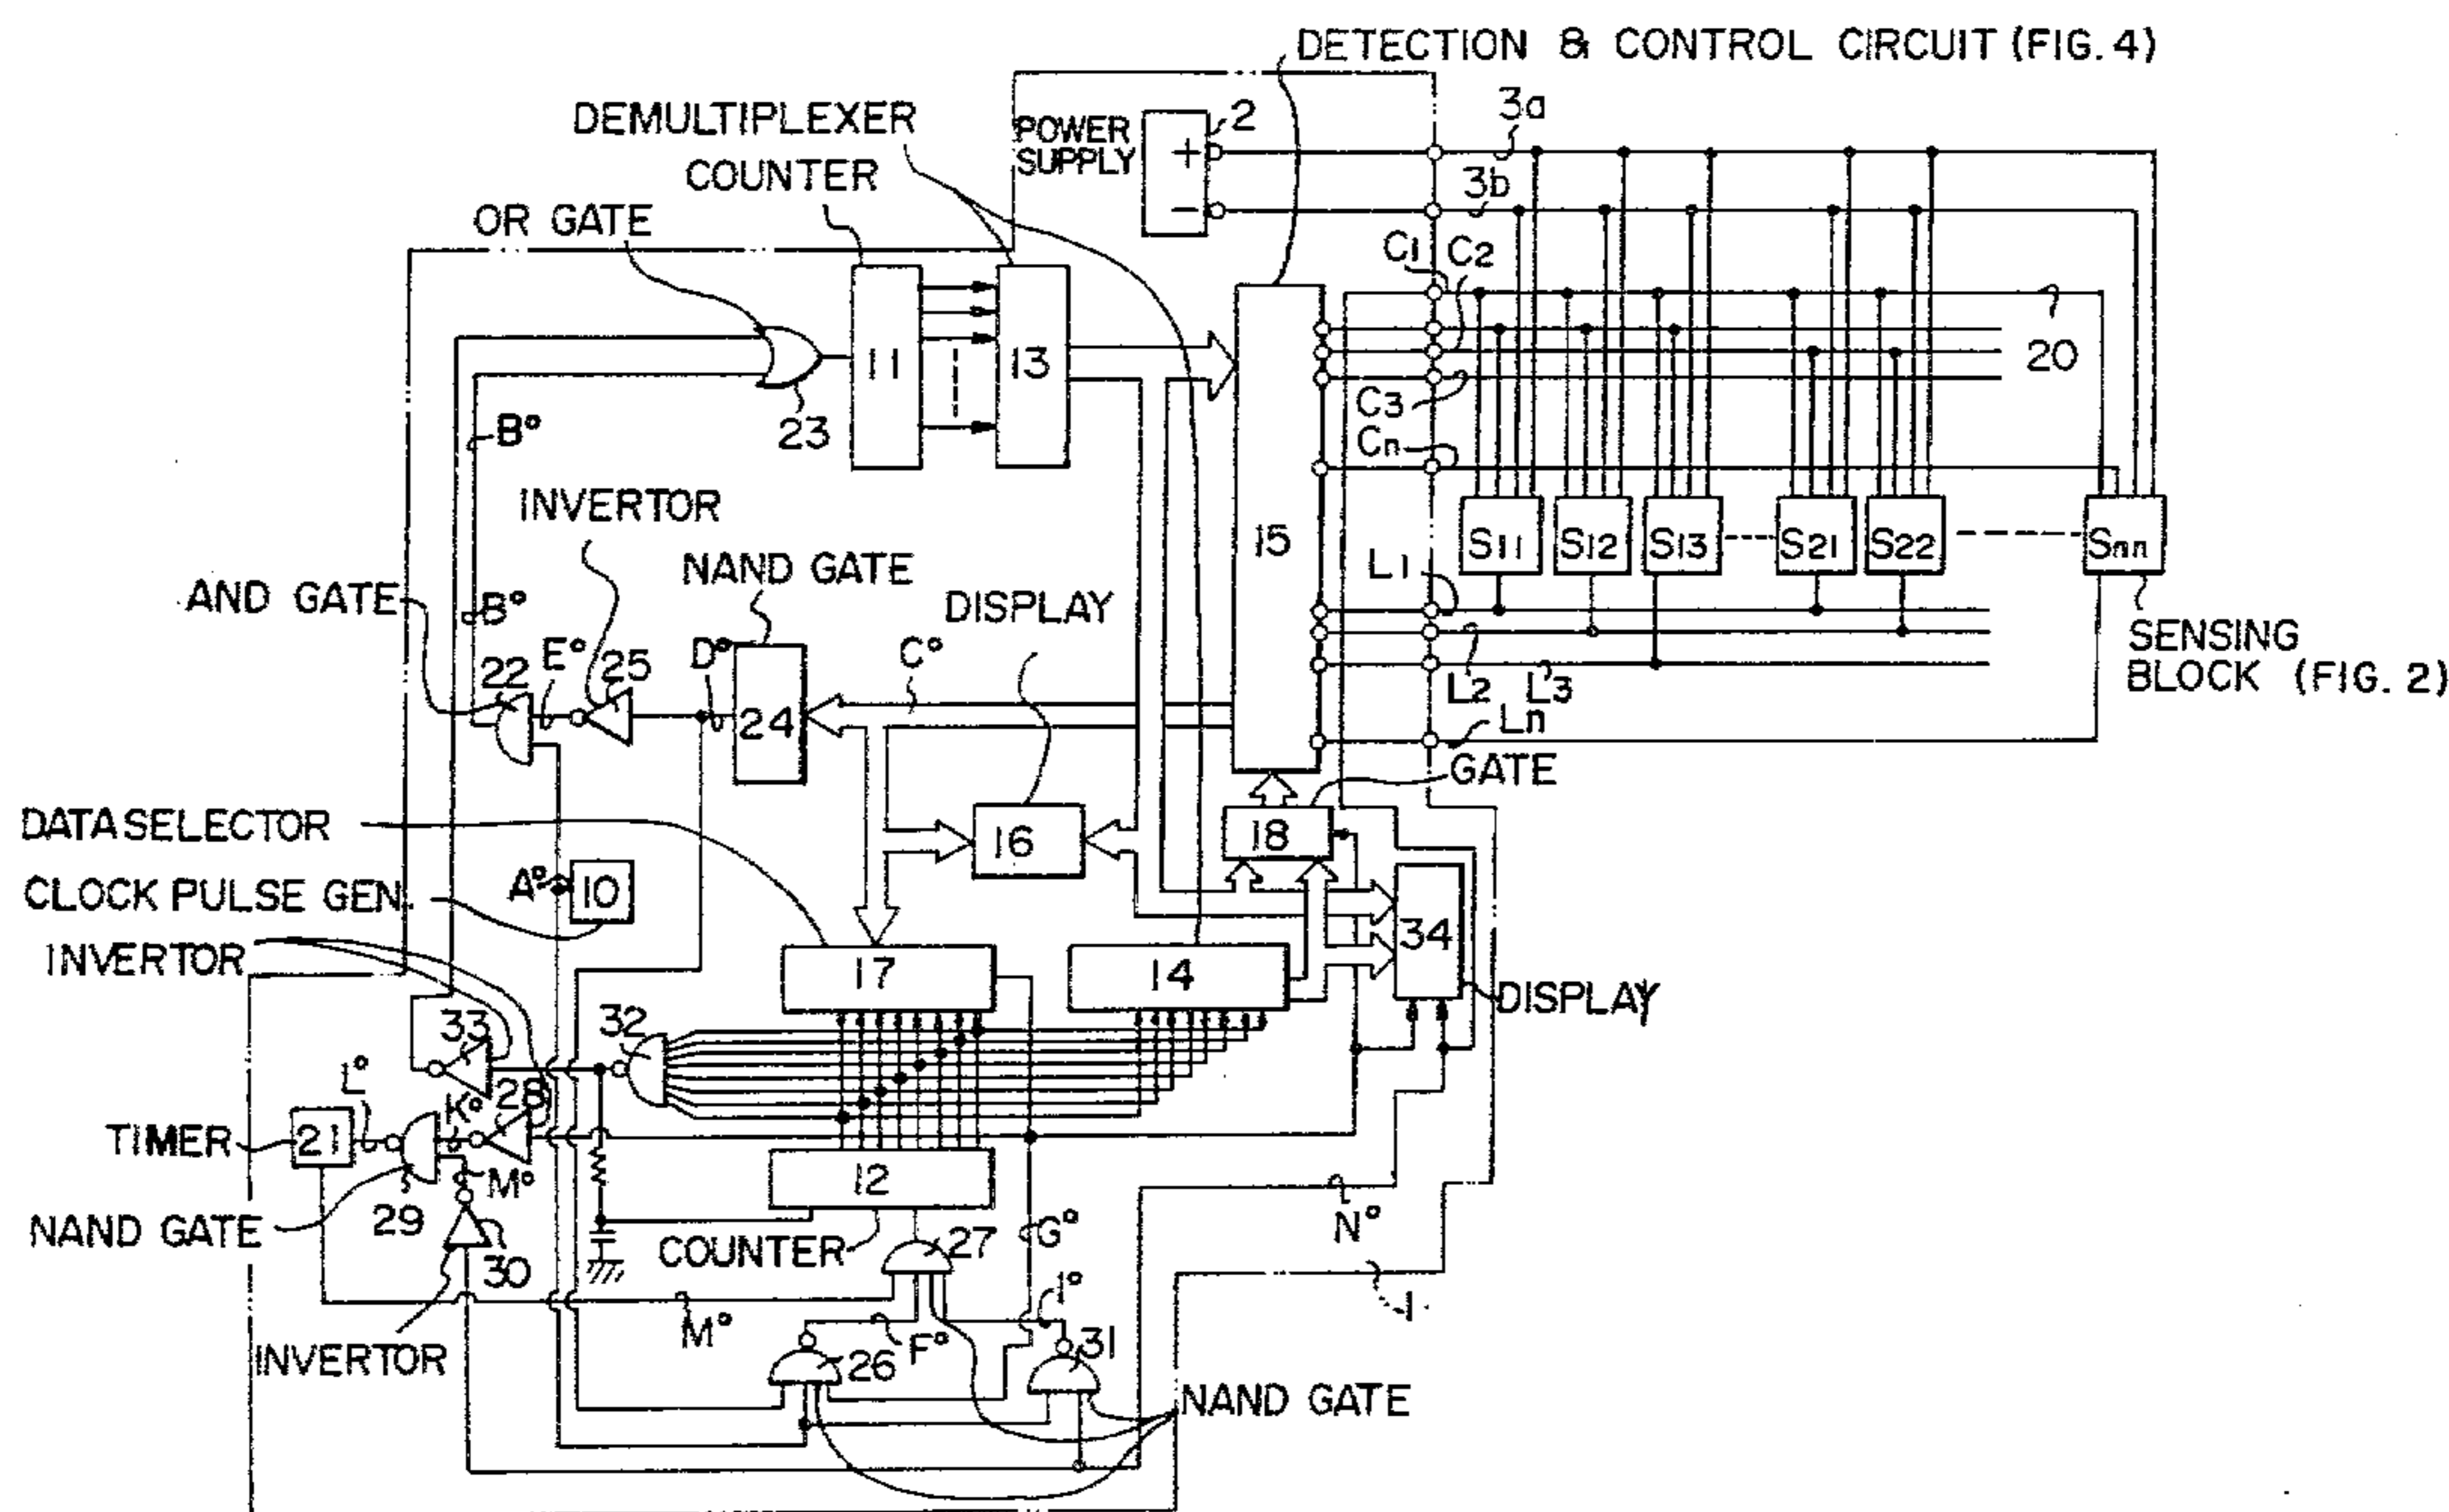 DETECTION & CONTROL CIRCUIT (FIG. 4)
DEMULTIPLEXER
COUNTER
OR GATE
POWER
SUPPLY
2
+
−
3a
3b
C1
C2
C3
Cn
20
11
13
23
B°
15
S11
S12
S13
S21
S22
Snn
INVERTOR
NAND GATE
DISPLAY
AND GATE
B°
22
E°
25
D°
24
C°
L1
L2
L3
Ln
SENSING
BLOCK (FIG. 2)
GATE
DATA SELECTOR
16
18
CLOCK PULSE GEN.
A°
10
34
INVERTOR
17
14
DISPLAY
33
32
L°
K°
28
TIMER
21
M°
12
NAND GATE
29
30
COUNTER
27
G°
N°
I°
1
M°
F°
26
31
INVERTOR
NAND GATE